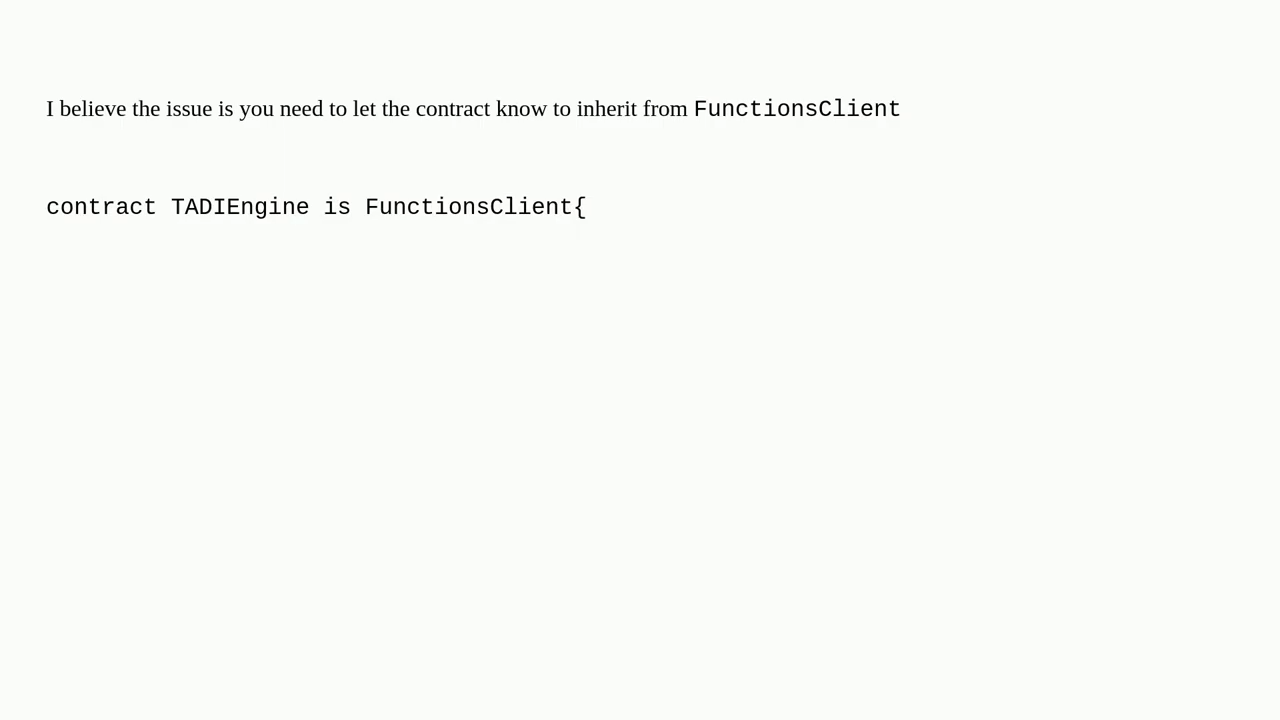 I believe the issue is you need to let the contract know to inherit from FunctionsClient
contract TADIEngine is FunctionsClient{